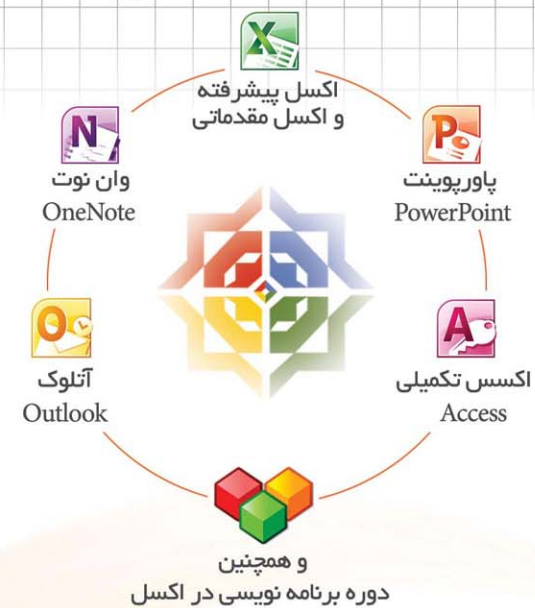 اکسل پیشرفته
و اکسل مقدماتی
پاورپوینت
PowerPoint
اکسس تکمیلی
Access
و همچنین
دوره برنامه نویسی در اکسل
آتلوک
Outlook
وان نوت
OneNote